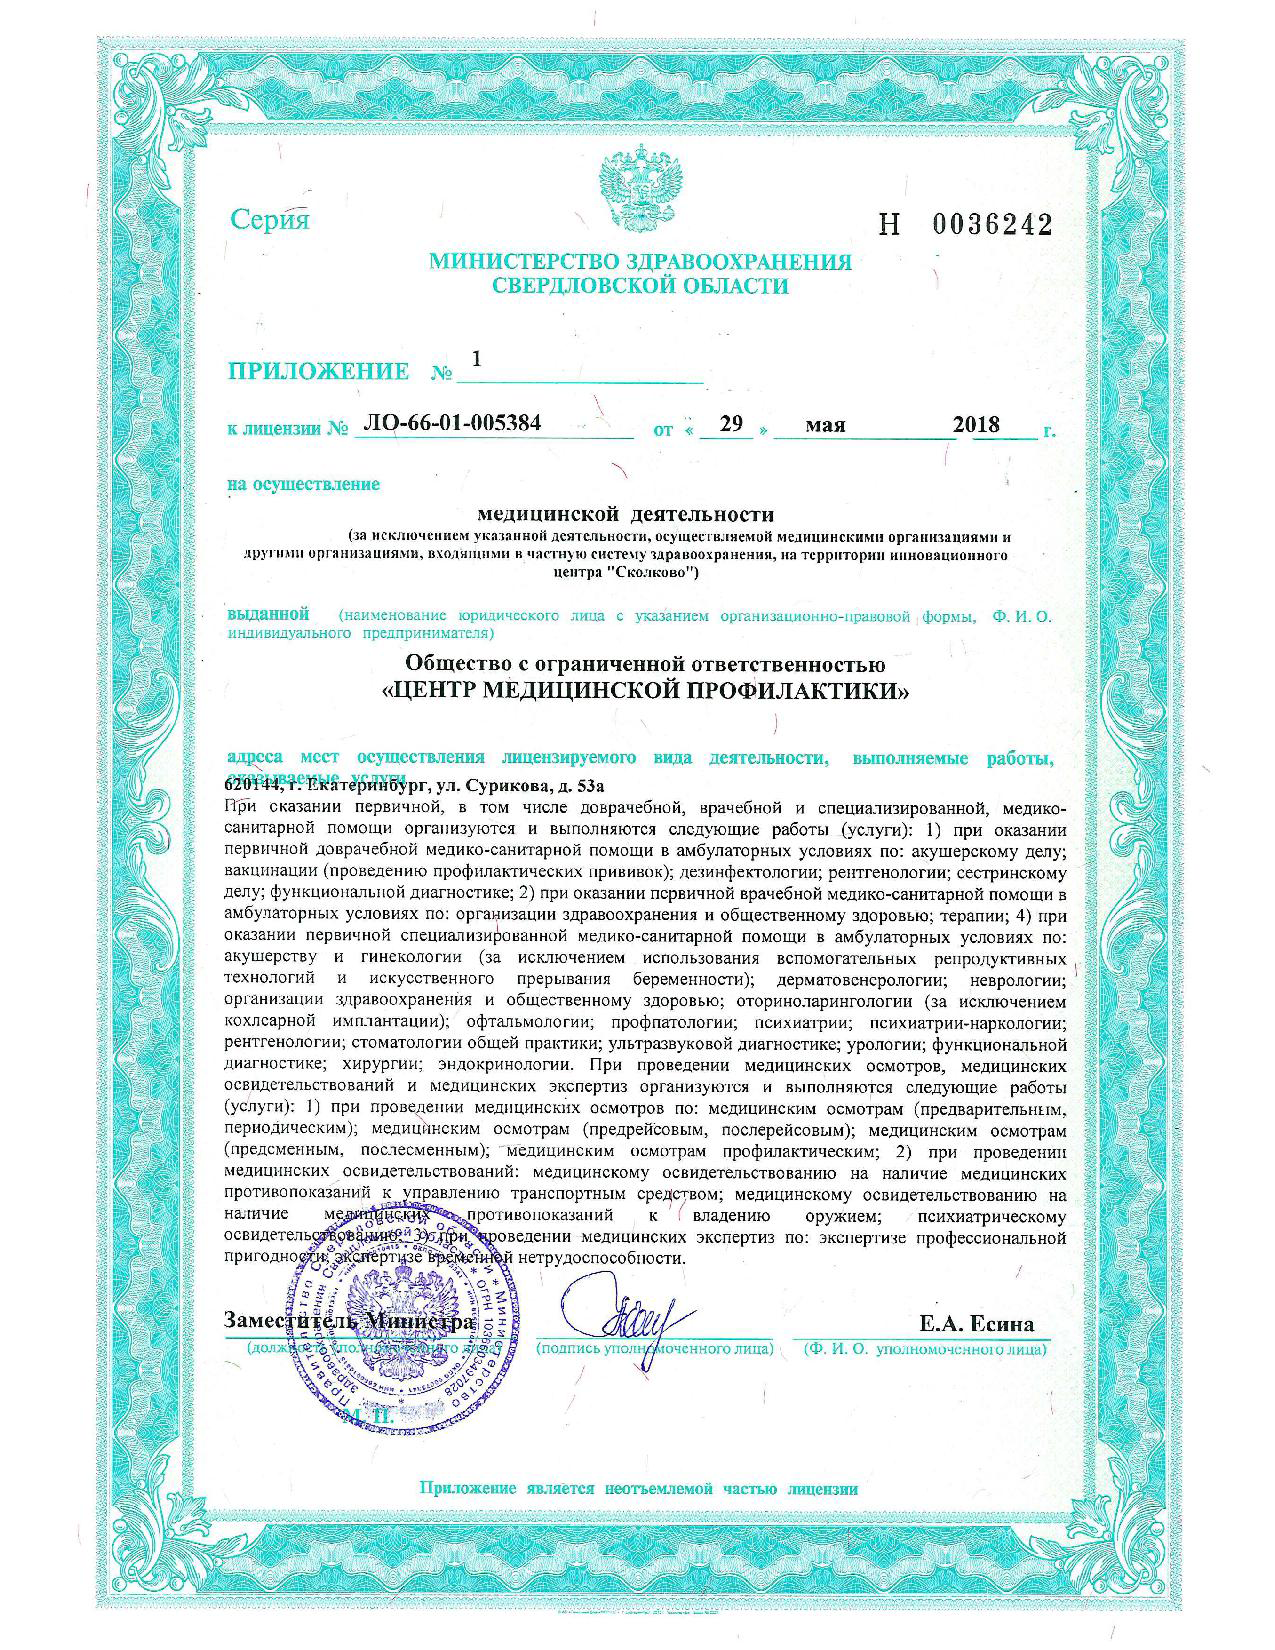 Серия
Н 0036242
МИНИСТЕРСТВО ЗДРАВООХРАНЕНИЯ
СВЕРДЛОВСКОЙ ОБЛАСТИ
ПРИЛОЖЕНИЕ № 1
к лицензии № ЛО-66-01-005384 от « 29 » мая 2018 г.
на осуществление
медицинской деятельности
(за исключением указанной деятельности, осуществляемой медицинскими организациями и
другими организациями, входящими в частную систему здравоохранения, на территории инновационного
центра "Сколково")
выданной (наименование юридического лица с указанием организационно-правовой формы, Ф. И. О.
индивидуального предпринимателя)
Общество с ограниченной ответственностью
«ЦЕНТР МЕДИЦИНСКОЙ ПРОФИЛАКТИКИ»
адреса мест осуществления лицензируемого вида деятельности, выполняемые работы,
оказываемые услуги
620144, г. Екатеринбург, ул. Сурикова, д. 53а
При оказании первичной, в том числе доврачебной, врачебной и специализированной, медико-
санитарной помощи организуются и выполняются следующие работы (услуги): 1) при оказании
первичной доврачебной медико-санитарной помощи в амбулаторных условиях по: акушерскому делу;
вакцинации (проведению профилактических прививок); дезинфектологии; рентгенологии; сестринскому
делу; функциональной диагностике; 2) при оказании первичной врачебной медико-санитарной помощи в
амбулаторных условиях по: организации здравоохранения и общественному здоровью; терапии; 4) при
оказании первичной специализированной медико-санитарной помощи в амбулаторных условиях по:
акушерству и гинекологии (за исключением использования вспомогательных репродуктивных
технологий и искусственного прерывания беременности); дерматовенерологии; неврологии;
организации здравоохранения и общественному здоровью; оториноларингологии (за исключением
кохлеарной имплантации); офтальмологии; профпатологии; психиатрии; психиатрии-наркологии;
рентгенологии; стоматологии общей практики; ультразвуковой диагностике; урологии; функциональной
диагностике; хирургии; эндокринологии. При проведении медицинских осмотров, медицинских
освидетельствований и медицинских экспертиз организуются и выполняются следующие работы
(услуги): 1) при проведении медицинских осмотров по: медицинским осмотрам (предварительным,
периодическим); медицинским осмотрам (предрейсовым, послерейсовым); медицинским осмотрам
(предсменным, послесменным); медицинским осмотрам профилактическим; 2) при проведении
медицинских освидетельствований: медицинскому освидетельствованию на наличие медицинских
противопоказаний к управлению транспортным средством; медицинскому освидетельствованию на
наличие медицинских противопоказаний к владению оружием; психиатрическому
освидетельствованию; 3) при проведении медицинских экспертиз по: экспертизе профессиональной
пригодности; экспертизе временной нетрудоспособности.
Заместитель Министра
Е.А. Есина
(должность уполномоченного лица) (подпись уполномоченного лица) (Ф. И. О. уполномоченного лица)
Правительство Свердловской области * Министерство
здравоохранения Свердловской области * ОГРН 1036603497028
М. П.
Приложение является неотъемлемой частью лицензии